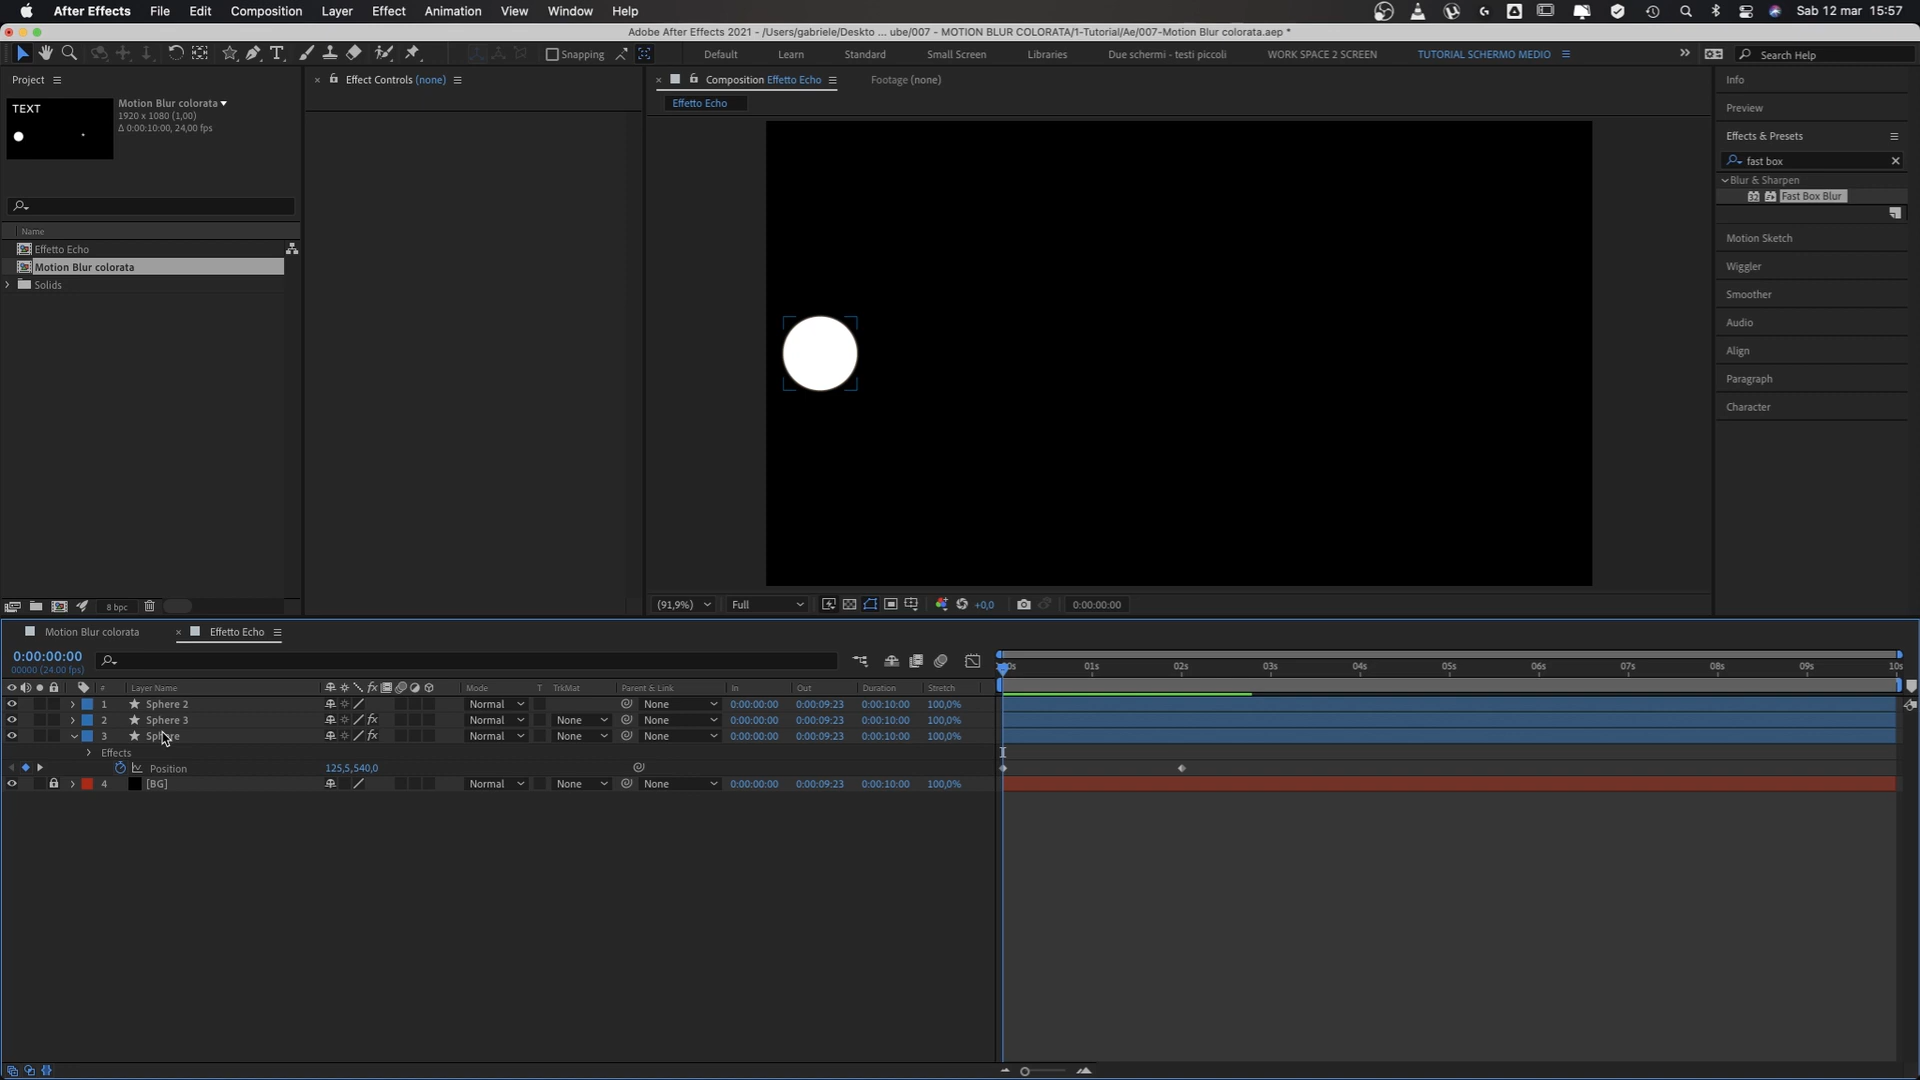 After Effects File Edit Composition Layer Effect Animation View Window Help Sab 12 mar 15:57
Adobe After Effects 2021 - /Users/gabriele/Deskto ... ube/007 - MOTION BLUR COLORATA/1-Tutorial/Ae/007-Motion Blur colorata.aep *
Snapping Default Learn Standard Small Screen Libraries Due schermi - testi piccoli WORK SPACE 2 SCREEN TUTORIAL SCHERMO MEDIO Search Help
Project Effect Controls (none) Composition Effetto Echo Footage (none) Info
TEXT
Motion Blur colorata
1920 x 1080 (1,00)
Δ 0:00:10:00, 24,00 fps
Effetto Echo
Preview
Effects & Presets
fast box
Blur & Sharpen
32 Fast Box Blur
Motion Sketch
Wiggler
Smoother
Audio
Align
Paragraph
Character
Name
Effetto Echo
Motion Blur colorata
Solids
8 bpc
(91,9%) Full +0,0 0:00:00:00
Motion Blur colorata Effetto Echo
0:00:00:00
00000 (24.00 fps)
:00s 01s 02s 03s 04s 05s 06s 07s 08s 09s 10s
# Layer Name fx Mode T TrkMat Parent & Link In Out Duration Stretch
1 Sphere 2 Normal None 0:00:00:00 0:00:09:23 0:00:10:00 100,0%
2 Sphere 3 fx Normal None None 0:00:00:00 0:00:09:23 0:00:10:00 100,0%
3 Sphere fx Normal None None 0:00:00:00 0:00:09:23 0:00:10:00 100,0%
Effects
Position 125,5,540,0
4 [BG] Normal None None 0:00:00:00 0:00:09:23 0:00:10:00 100,0%